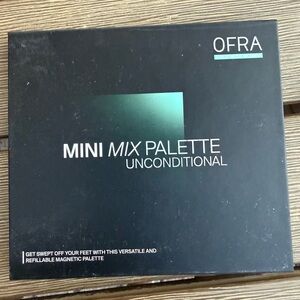 OFRA
MINI MIX PALETTE
UNCONDITIONAL
GET SWEPT OFF YOUR FEET WITH THIS VERSATILE AND
REFILLABLE MAGNETIC PALETTE